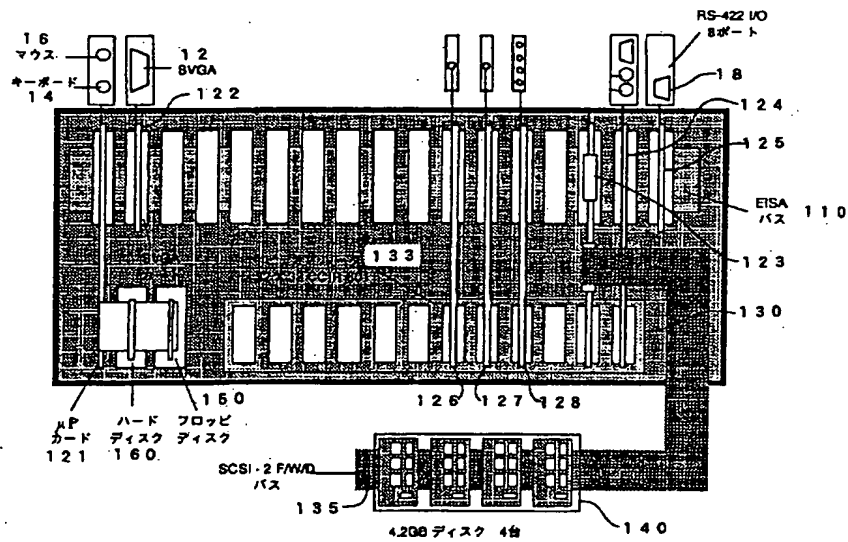 16
マウス
キーボード
14
12
SVGA
122
RS-422 I/O
8ポート
18
124
125
EISA
バス
110
123
133
130
150
126
127
128
μP
カード
121
ハード
ディスク
160
フロッピ
ディスク
SCSI-2 F/W/D
バス
135
140
4.2GB ディスク 4台